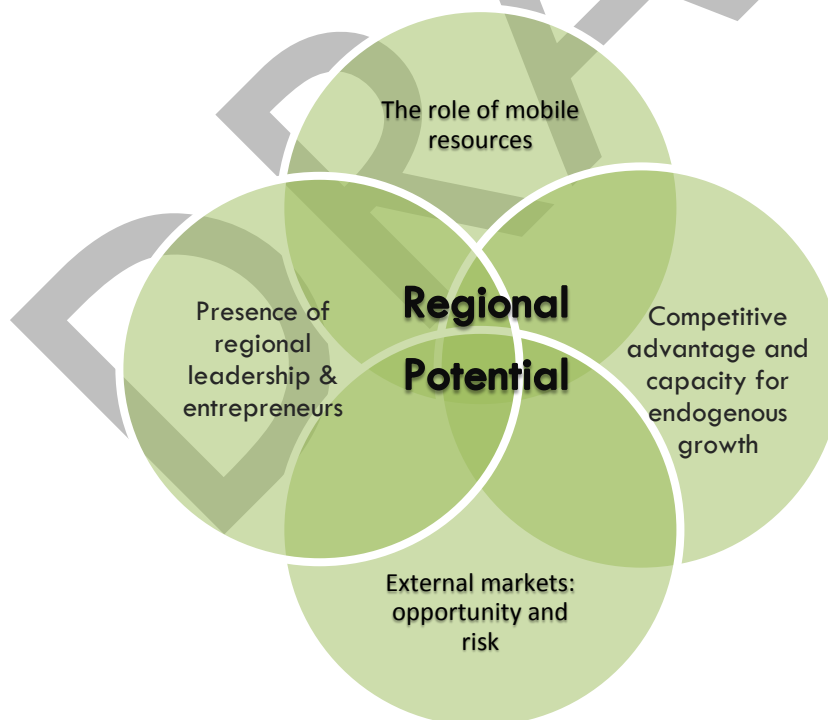 The role of mobile
resources
Regional
Potential
Presence of
regional
leadership &
entrepreneurs
Competitive
advantage and
capacity for
endogenous
growth
External markets:
opportunity and
risk